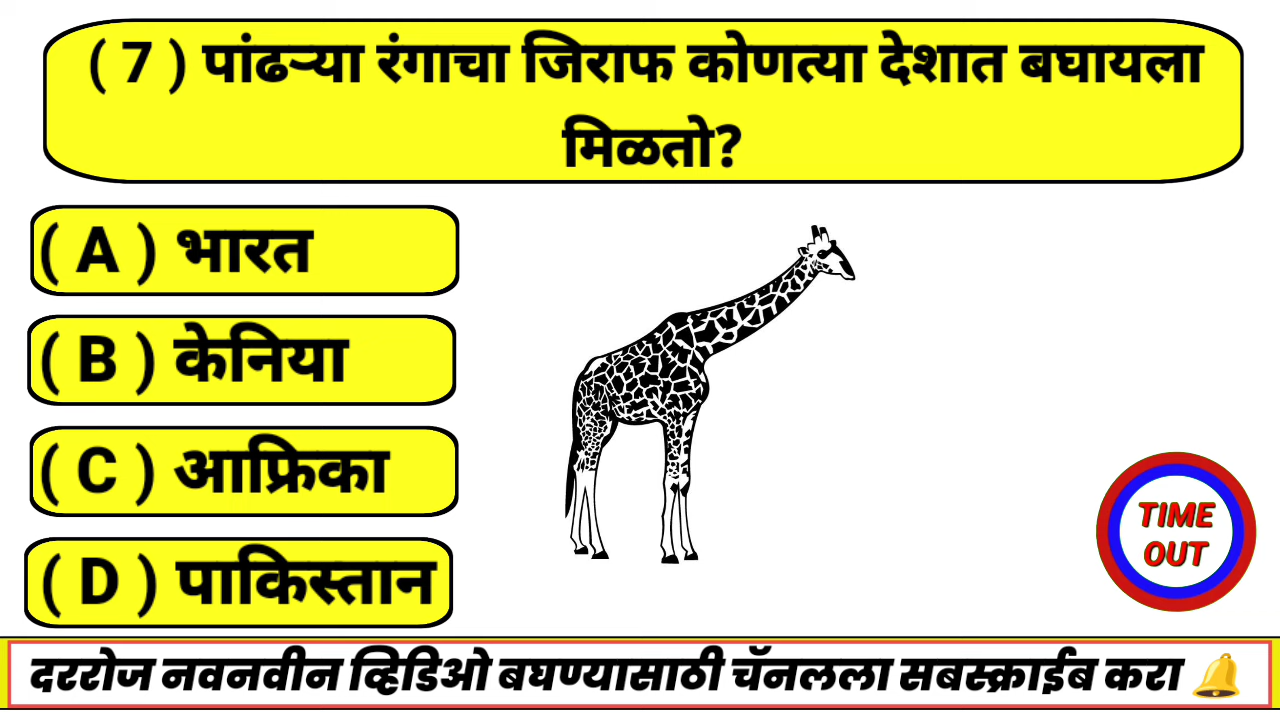 ( 7 ) पांढऱ्या रंगाचा जिराफ कोणत्या देशात बघायला
मिळतो?
( A ) भारत
( B ) केनिया
( C ) आफ्रिका
( D ) पाकिस्तान
TIME
OUT
दररोज नवनवीन व्हिडिओ बघण्यासाठी चॅनलला सबस्क्राईब करा 🔔